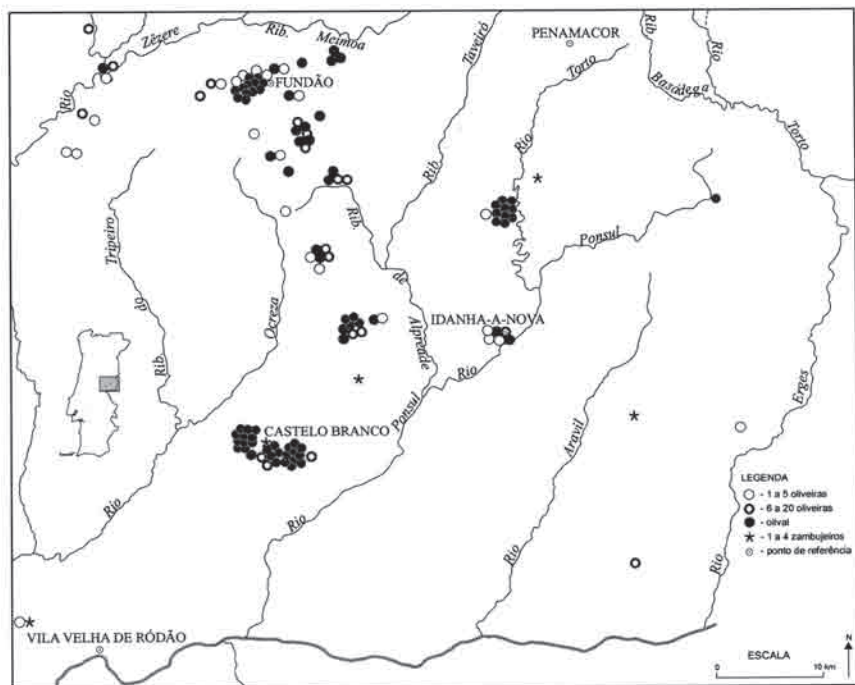 Zêzere
Rib.
Meimoa
PENAMACOR
Rib.
Rio
Taveiró
Torto
Basádega
Rio
FUNDÃO
Rio
Torto
Rib.
Rib.
Ponsul
Tripeiro
do
Rib.
Ocreza
de
Alpreade
IDANHA-A-NOVA
Rio
Ponsul
Erges
CASTELO BRANCO
Aravil
Rio
Rio
Rio
Rio
LEGENDA
- 1 a 5 oliveiras
- 6 a 20 oliveiras
- olival
- 1 a 4 zambujeiros
- ponto de referência
VILA VELHA DE RÓDÃO
ESCALA
N
0 10 km